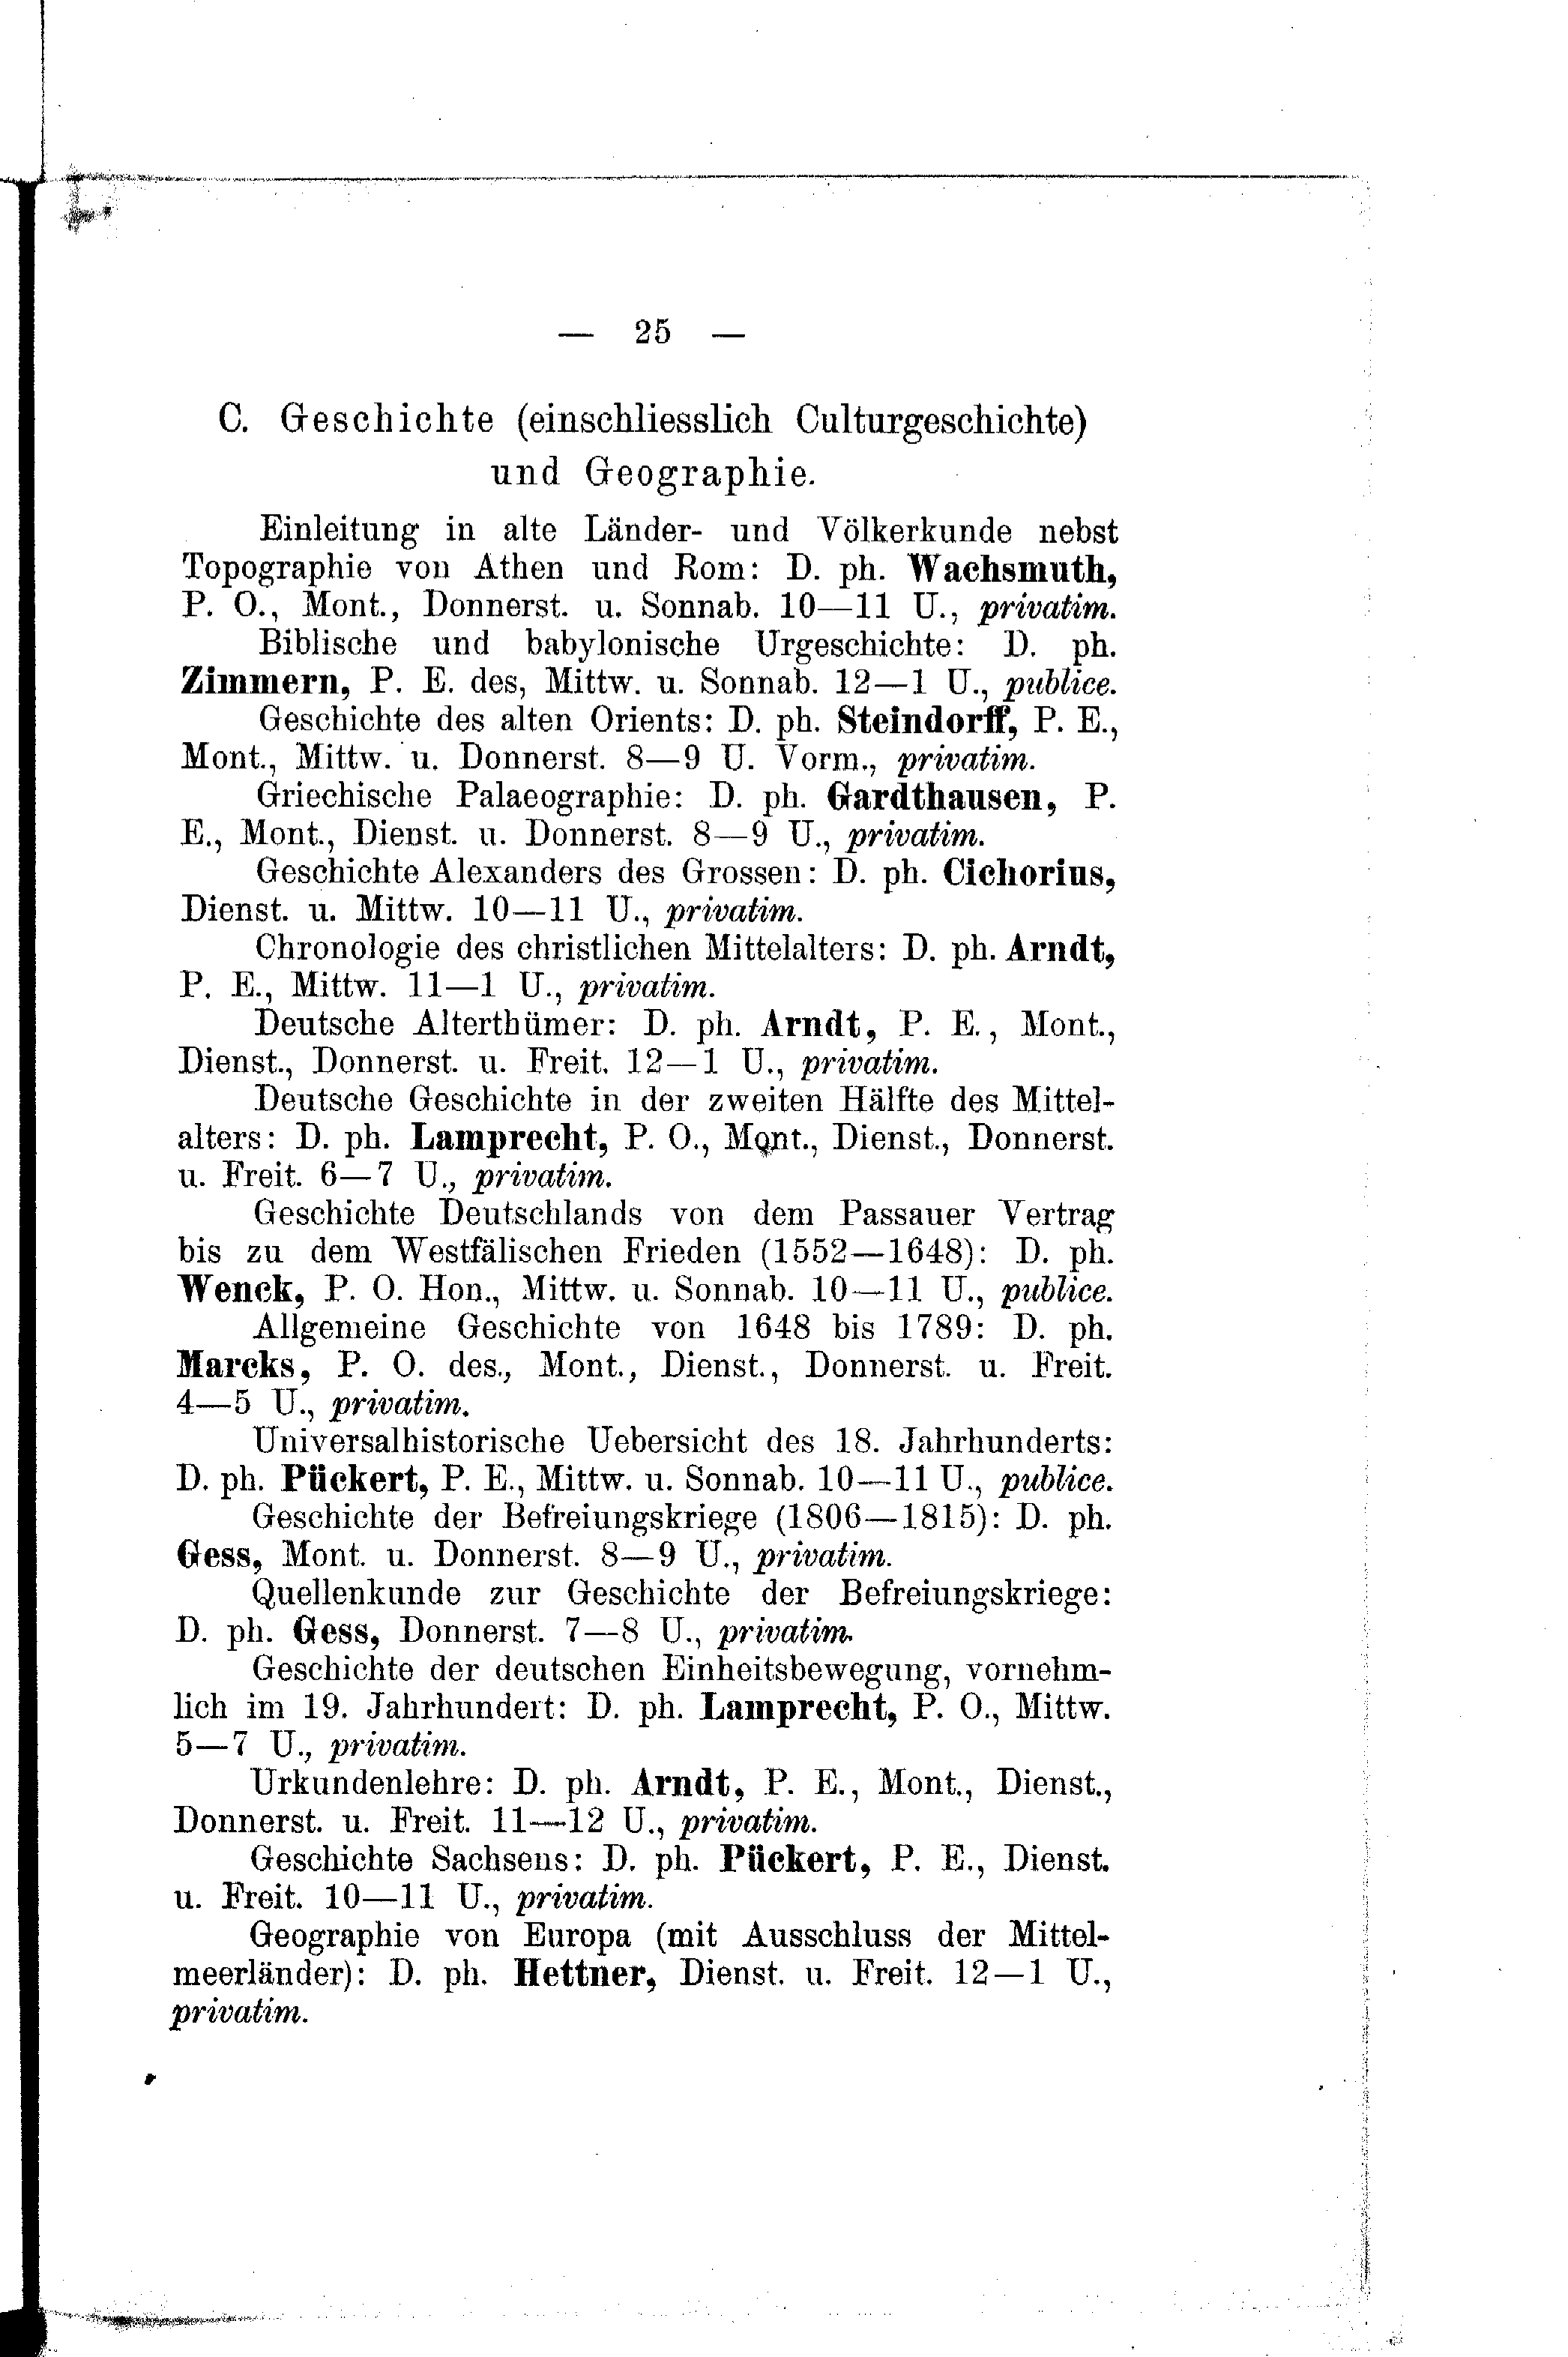 — 25 —
C. Geschichte (einschliesslich Culturgeschichte)
und Geographie.
Einleitung in alte Länder- und Völkerkunde nebst
Topographie von Athen und Rom: D. ph. Wachsmuth,
P. O., Mont., Donnerst. u. Sonnab. 10—11 U., privatim.
Biblische und babylonische Urgeschichte: D. ph.
Zimmern, P. E. des, Mittw. u. Sonnab. 12—1 U., publice.
Geschichte des alten Orients: D. ph. Steindorff, P. E.,
Mont., Mittw. u. Donnerst. 8—9 U. Vorm., privatim.
Griechische Palaeographie: D. ph. Gardthausen, P.
E., Mont., Dienst. u. Donnerst. 8—9 U., privatim.
Geschichte Alexanders des Grossen: D. ph. Cichorius,
Dienst. u. Mittw. 10—11 U., privatim.
Chronologie des christlichen Mittelalters: D. ph. Arndt,
P. E., Mittw. 11—1 U., privatim.
Deutsche Alterthümer: D. ph. Arndt, P. E., Mont.,
Dienst., Donnerst. u. Freit. 12—1 U., privatim.
Deutsche Geschichte in der zweiten Hälfte des Mittel-
alters: D. ph. Lamprecht, P. O., Mont., Dienst., Donnerst.
u. Freit. 6—7 U., privatim.
Geschichte Deutschlands von dem Passauer Vertrag
bis zu dem Westfälischen Frieden (1552—1648): D. ph.
Wenck, P. O. Hon., Mittw. u. Sonnab. 10—11 U., publice.
Allgemeine Geschichte von 1648 bis 1789: D. ph.
Marcks, P. O. des., Mont., Dienst., Donnerst. u. Freit.
4—5 U., privatim.
Universalhistorische Uebersicht des 18. Jahrhunderts:
D. ph. Pückert, P. E., Mittw. u. Sonnab. 10—11 U., publice.
Geschichte der Befreiungskriege (1806—1815): D. ph.
Gess, Mont. u. Donnerst. 8—9 U., privatim.
Quellenkunde zur Geschichte der Befreiungskriege:
D. ph. Gess, Donnerst. 7—8 U., privatim.
Geschichte der deutschen Einheitsbewegung, vornehm-
lich im 19. Jahrhundert: D. ph. Lamprecht, P. O., Mittw.
5—7 U., privatim.
Urkundenlehre: D. ph. Arndt, P. E., Mont., Dienst.,
Donnerst. u. Freit. 11—12 U., privatim.
Geschichte Sachsens: D. ph. Pückert, P. E., Dienst.
u. Freit. 10—11 U., privatim.
Geographie von Europa (mit Ausschluss der Mittel-
meerländer): D. ph. Hettner, Dienst. u. Freit. 12—1 U.,
privatim.